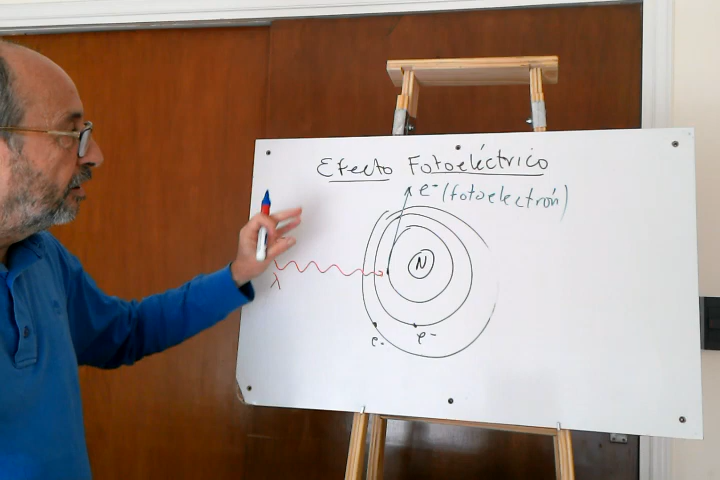 Efecto Fotoeléctrico
e- (fotoelectrón)
N
λ
e- e-